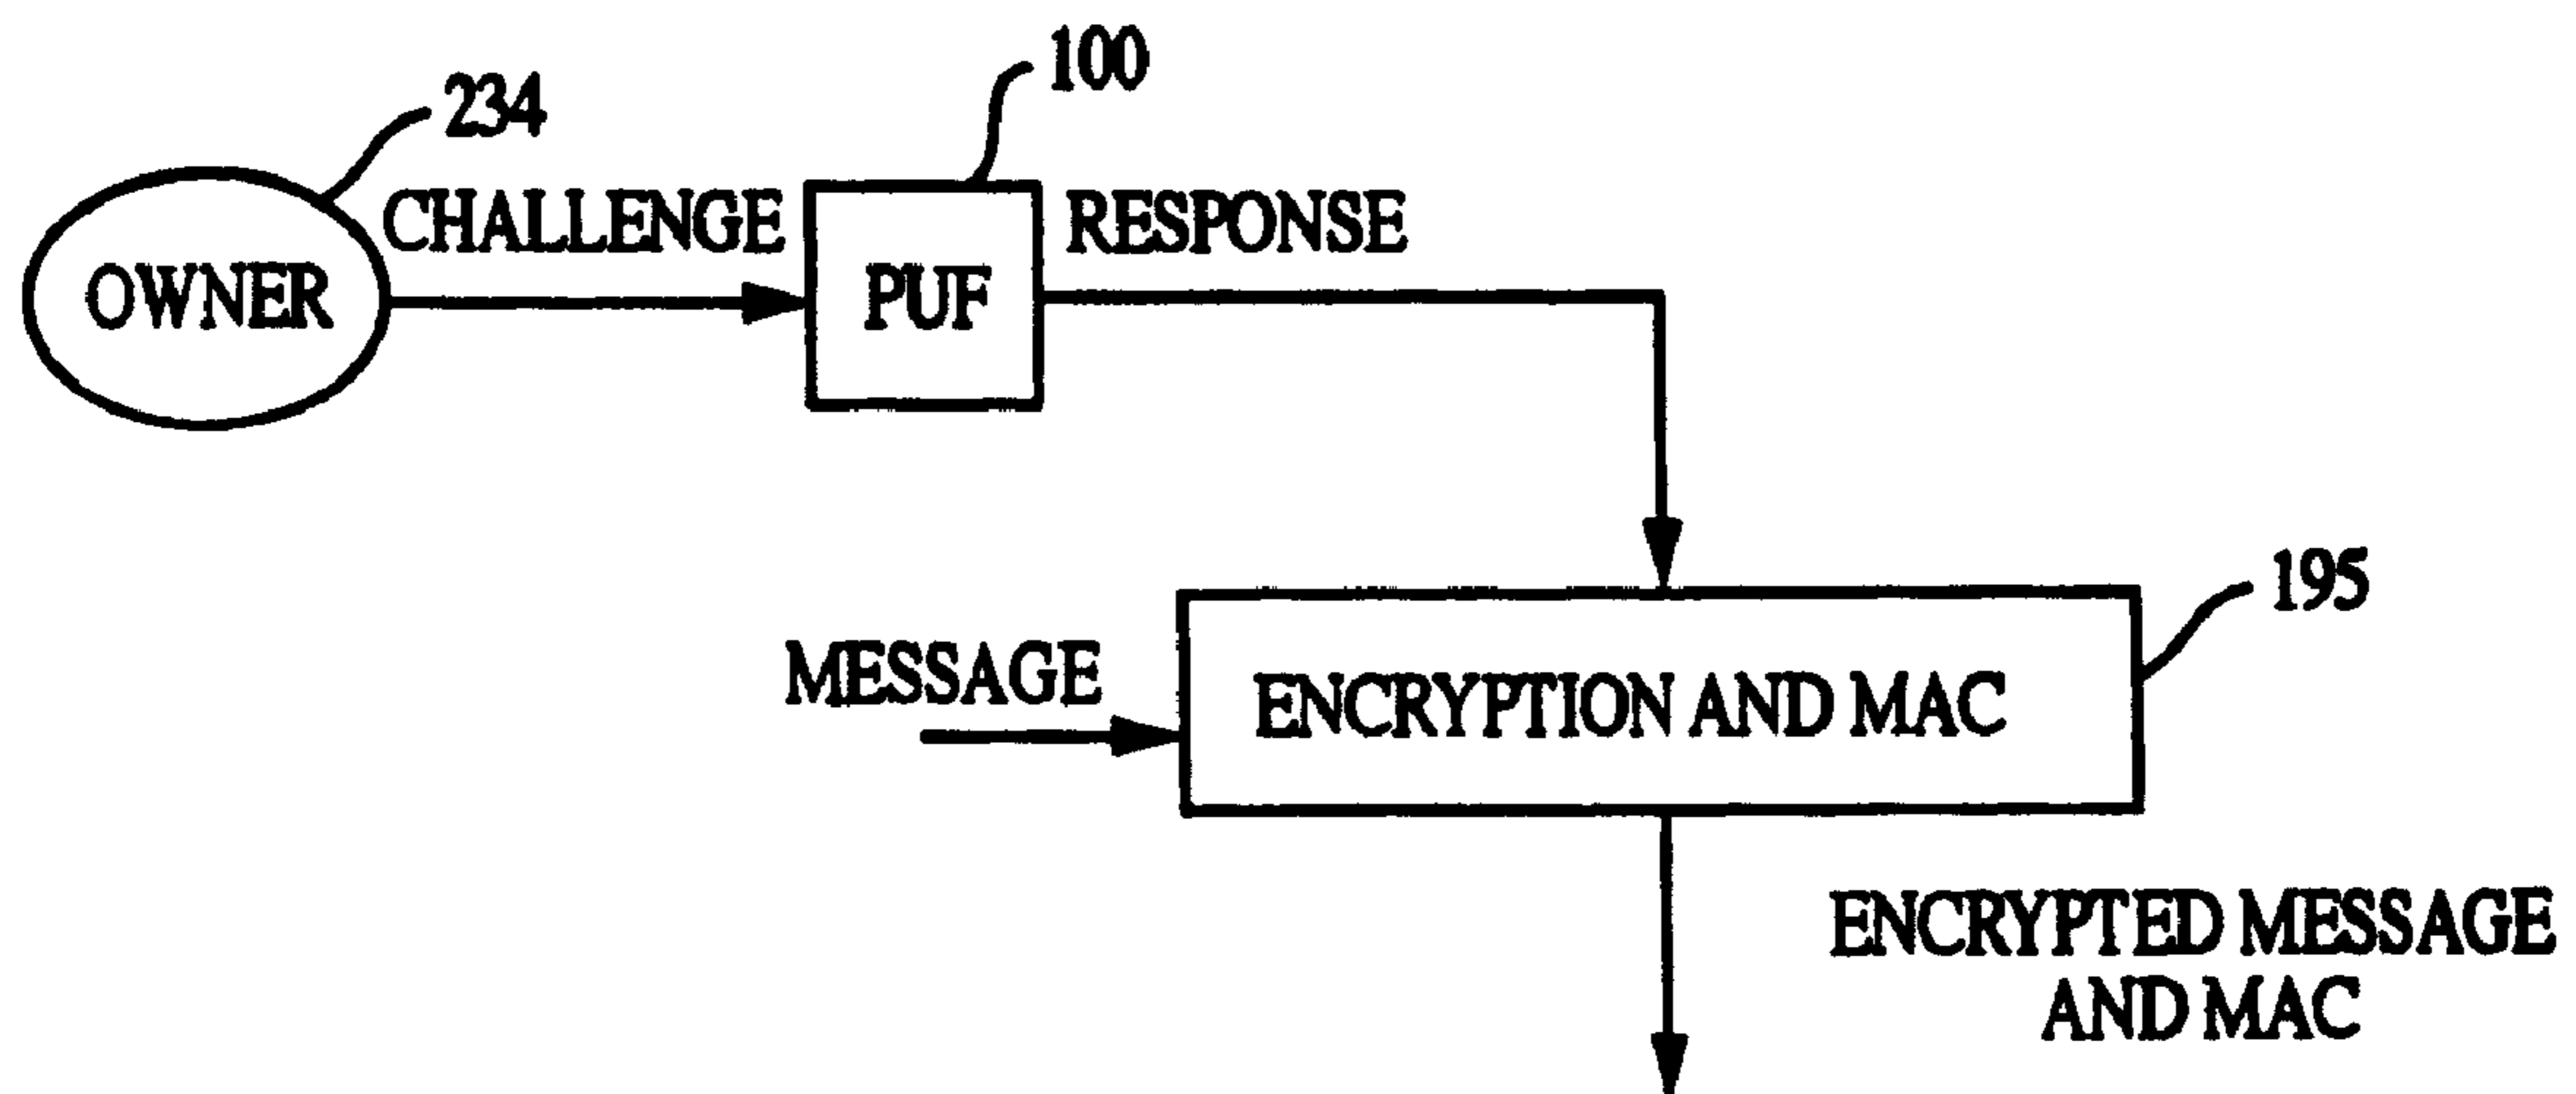 100
234
CHALLENGE
RESPONSE
OWNER
PUF
195
MESSAGE
ENCRYPTION AND MAC
ENCRYPTED MESSAGE
AND MAC